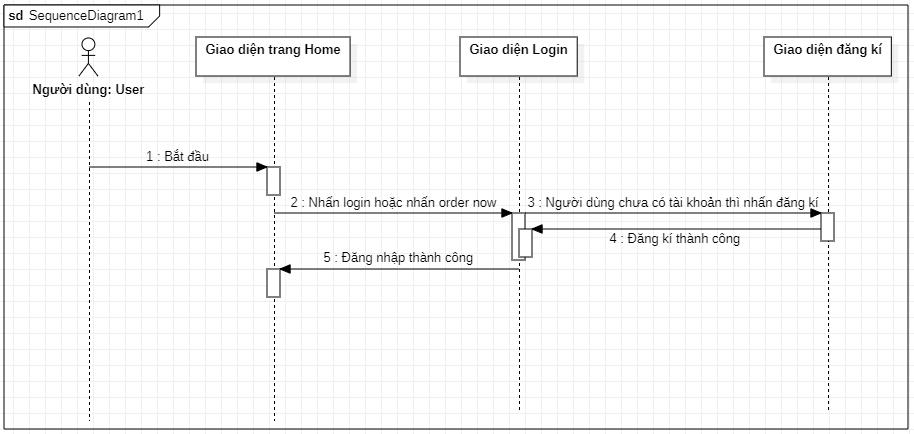 sd SequenceDiagram1
Giao diện trang Home
Giao diện Login
Giao diện đăng kí
Người dùng: User
1 : Bắt đầu
2 : Nhấn login hoặc nhấn order now
3 : Người dùng chưa có tài khoản thì nhấn đăng kí
4 : Đăng kí thành công
5 : Đăng nhập thành công